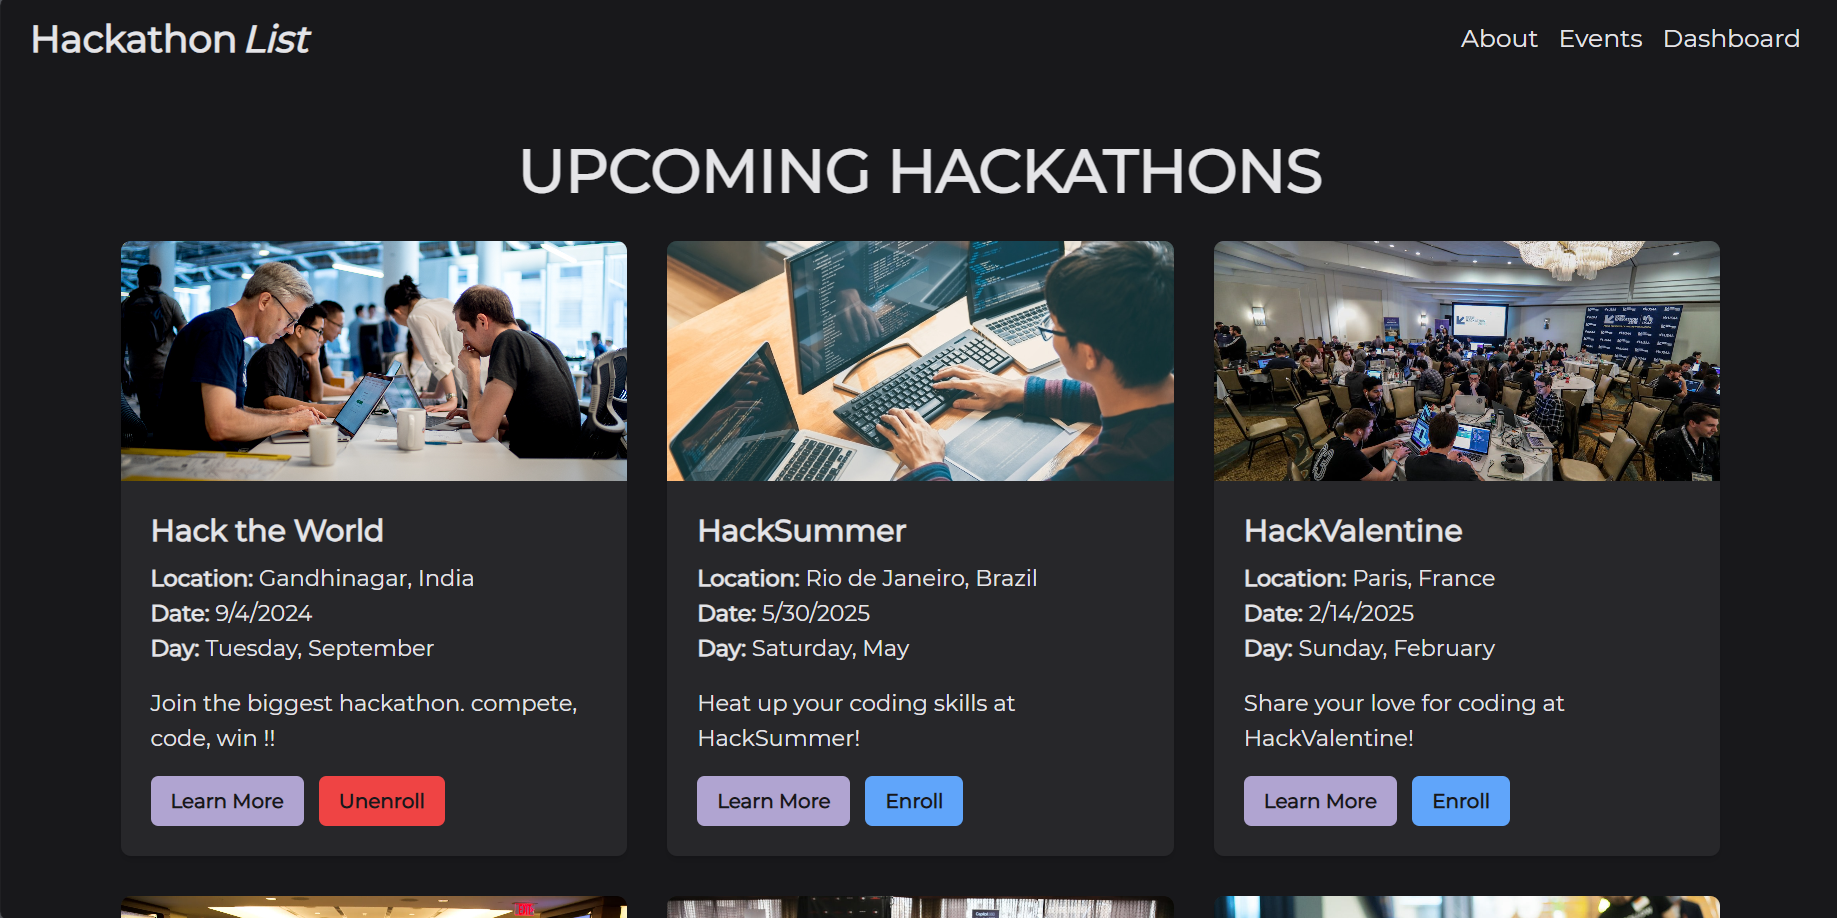 Hackathon List
About Events Dashboard
UPCOMING HACKATHONS
Hack the World
Location: Gandhinagar, India
Date: 9/4/2024
Day: Tuesday, September
Join the biggest hackathon. compete,
code, win !!
Learn More Unenroll
HackSummer
Location: Rio de Janeiro, Brazil
Date: 5/30/2025
Day: Saturday, May
Heat up your coding skills at
HackSummer!
Learn More Enroll
HackValentine
Location: Paris, France
Date: 2/14/2025
Day: Sunday, February
Share your love for coding at
HackValentine!
Learn More Enroll
EXIT